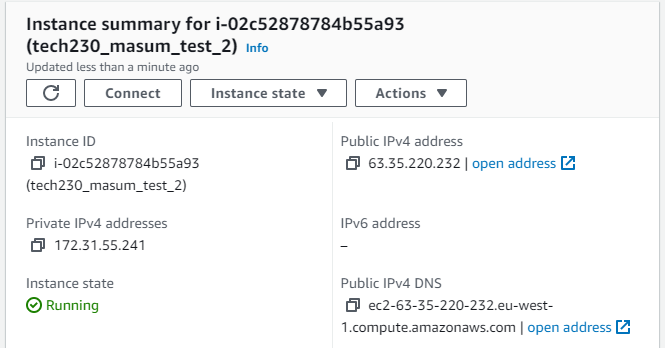 Instance summary for i-02c52878784b55a93
(tech230_masum_test_2) Info
Updated less than a minute ago
Connect
Instance state
Actions
Instance ID
i-02c52878784b55a93
(tech230_masum_test_2)
Public IPv4 address
63.35.220.232 | open address
Private IPv4 addresses
172.31.55.241
IPv6 address
–
Instance state
Running
Public IPv4 DNS
ec2-63-35-220-232.eu-west-
1.compute.amazonaws.com | open address